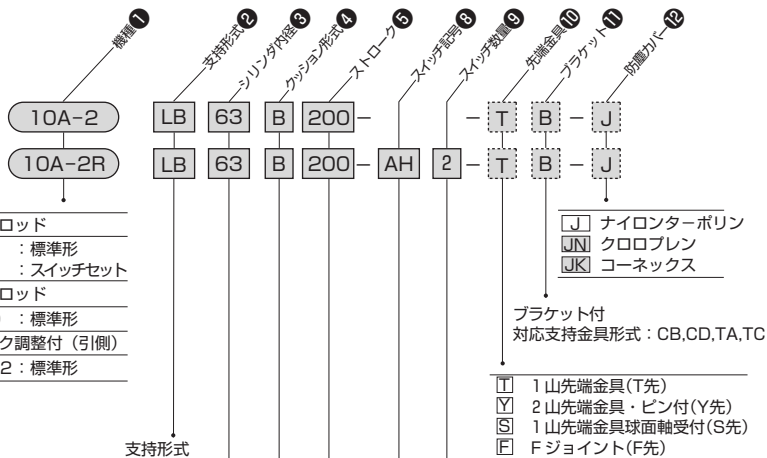 機種❶
支持形式❷
シリンダ内径❸
クッション形式❹
ストローク❺
スイッチ記号❽
スイッチ数量❾
先端金具❿
ブラケット⓫
防塵カバー⓬
10A-2 LB 63 B 200 - - T B - J
10A-2R LB 63 B 200 - AH 2 - T B - J
ロッド
：標準形
：スイッチセット
ロッド
：標準形
ク調整付（引側）
2：標準形
J ナイロンターポリン
JN クロロプレン
JK コーネックス
ブラケット付
対応支持金具形式：CB,CD,TA,TC
T 1山先端金具(T先)
Y 2山先端金具・ピン付(Y先)
S 1山先端金具球面軸受付(S先)
F Fジョイント(F先)
支持形式